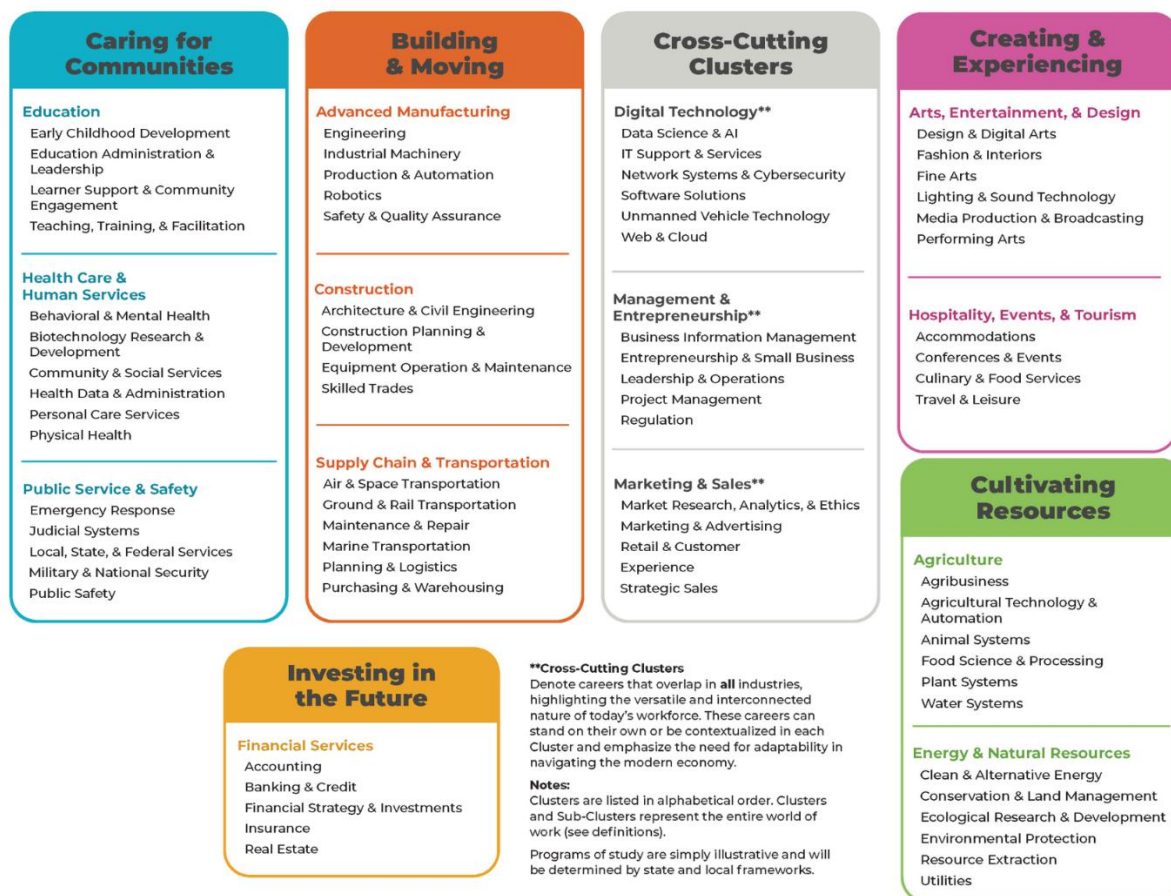 Caring for
Communities
Education
Early Childhood Development
Education Administration &
Leadership
Learner Support & Community
Engagement
Teaching, Training, & Facilitation
Health Care &
Human Services
Behavioral & Mental Health
Biotechnology Research &
Development
Community & Social Services
Health Data & Administration
Personal Care Services
Physical Health
Public Service & Safety
Emergency Response
Judicial Systems
Local, State, & Federal Services
Military & National Security
Public Safety
Building
& Moving
Advanced Manufacturing
Engineering
Industrial Machinery
Production & Automation
Robotics
Safety & Quality Assurance
Construction
Architecture & Civil Engineering
Construction Planning &
Development
Equipment Operation & Maintenance
Skilled Trades
Supply Chain & Transportation
Air & Space Transportation
Ground & Rail Transportation
Maintenance & Repair
Marine Transportation
Planning & Logistics
Purchasing & Warehousing
Cross-Cutting
Clusters
Digital Technology**
Data Science & AI
IT Support & Services
Network Systems & Cybersecurity
Software Solutions
Unmanned Vehicle Technology
Web & Cloud
Management &
Entrepreneurship**
Business Information Management
Entrepreneurship & Small Business
Leadership & Operations
Project Management
Regulation
Marketing & Sales**
Market Research, Analytics, & Ethics
Marketing & Advertising
Retail & Customer
Experience
Strategic Sales
Creating &
Experiencing
Arts, Entertainment, & Design
Design & Digital Arts
Fashion & Interiors
Fine Arts
Lighting & Sound Technology
Media Production & Broadcasting
Performing Arts
Hospitality, Events, & Tourism
Accommodations
Conferences & Events
Culinary & Food Services
Travel & Leisure
Cultivating
Resources
Agriculture
Agribusiness
Agricultural Technology &
Automation
Animal Systems
Food Science & Processing
Plant Systems
Water Systems
Energy & Natural Resources
Clean & Alternative Energy
Conservation & Land Management
Ecological Research & Development
Environmental Protection
Resource Extraction
Utilities
Investing in
the Future
Financial Services
Accounting
Banking & Credit
Financial Strategy & Investments
Insurance
Real Estate
**Cross-Cutting Clusters
Denote careers that overlap in all industries,
highlighting the versatile and interconnected
nature of today's workforce. These careers can
stand on their own or be contextualized in each
Cluster and emphasize the need for adaptability in
navigating the modern economy.
Notes:
Clusters are listed in alphabetical order. Clusters
and Sub-Clusters represent the entire world of
work (see definitions).
Programs of study are simply illustrative and will
be determined by state and local frameworks.